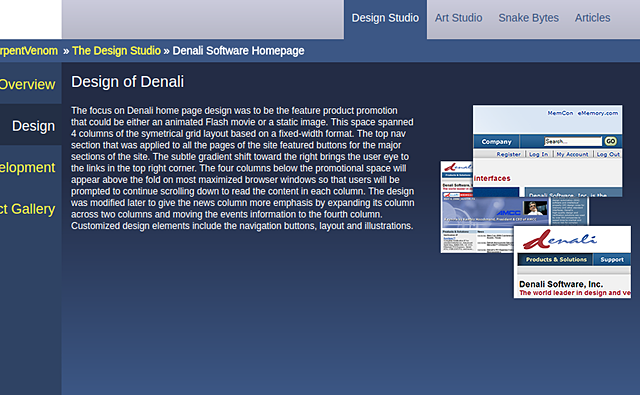 Design Studio Art Studio Snake Bytes Articles
rpentVenom » The Design Studio » Denali Software Homepage
Overview
Design
elopment
ct Gallery
Design of Denali
The focus on Denali home page design was to be the feature product promotion
that could be either an animated Flash movie or a static image. This space spanned
4 columns of the symetrical grid layout based on a fixed-width format. The top nav
section that was applied to all the pages of the site featured buttons for the major
sections of the site. The subtle gradient shift toward the right brings the user eye to
the links in the top right corner. The four columns below the promotional space will
appear above the fold on most maximized browser windows so that users will be
prompted to continue scrolling down to read the content in each column. The design
was modified later to give the news column more emphasis by expanding its column
across two columns and moving the events information to the fourth column.
Customized design elements include the navigation buttons, layout and illustrations.
MemCon eMemory.com
Company Search... GO
Register | Log In | My Account | Log Out
denali
interfaces
Denali Software, Inc. in the
denali
Products & Solutions Support
Denali Software, Inc.
The world leader in design and ve